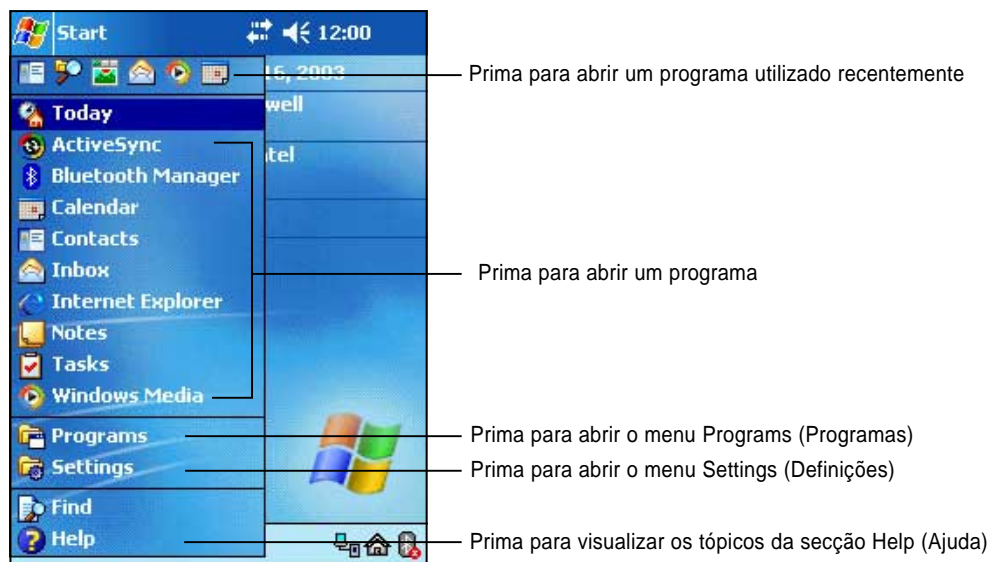 Start 12:00
16, 2003 Prima para abrir um programa utilizado recentemente
well
Today
ActiveSync
Bluetooth Manager
Calendar
Contacts
Inbox Prima para abrir um programa
Internet Explorer
Notes
Tasks
Windows Media
Programs Prima para abrir o menu Programs (Programas)
Settings Prima para abrir o menu Settings (Definições)
Find
Help Prima para visualizar os tópicos da secção Help (Ajuda)